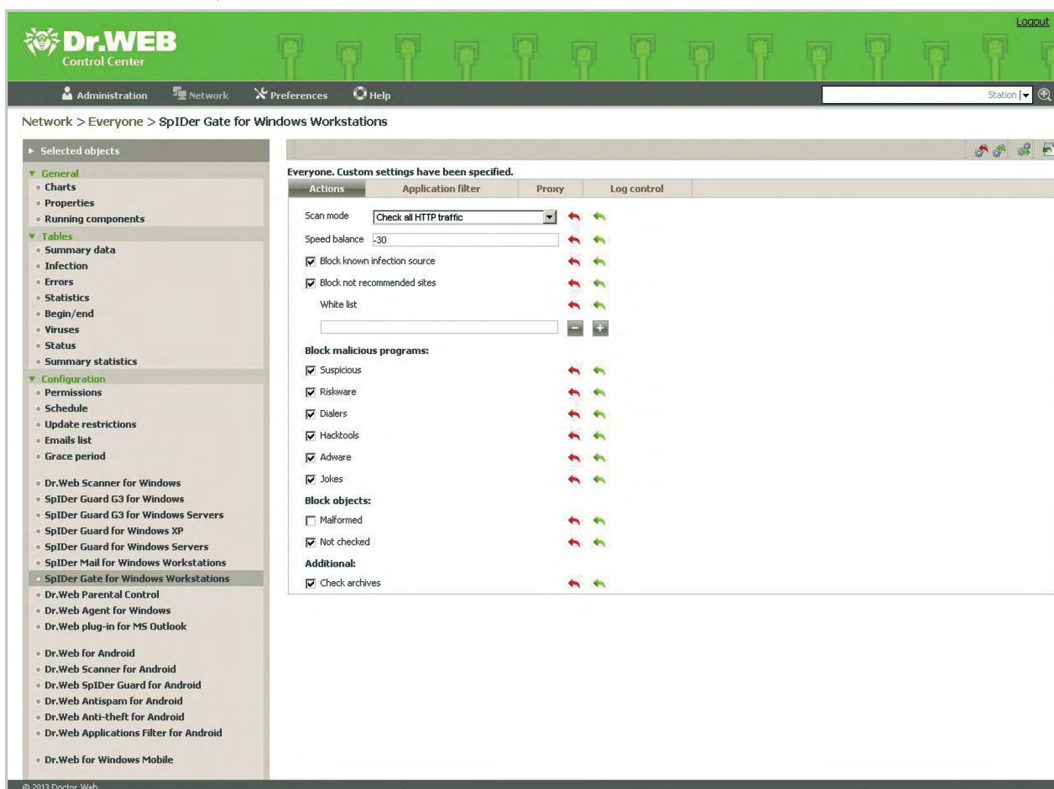 Logout
Dr.WEB
Control Center
Administration Network Preferences Help
Station
Network > Everyone > SpIDer Gate for Windows Workstations
Selected objects
General
Charts
Properties
Running components
Tables
Summary data
Infection
Errors
Statistics
Begin/end
Viruses
Status
Summary statistics
Configuration
Permissions
Schedule
Update restrictions
Emails list
Grace period
Dr.Web Scanner for Windows
SpIDer Guard G3 for Windows
SpIDer Guard G3 for Windows Servers
SpIDer Guard for Windows XP
SpIDer Guard for Windows Servers
SpIDer Mail for Windows Workstations
SpIDer Gate for Windows Workstations
Dr.Web Parental Control
Dr.Web Agent for Windows
Dr.Web plug-in for MS Outlook
Dr.Web for Android
Dr.Web Scanner for Android
Dr.Web SpIDer Guard for Android
Dr.Web Antispam for Android
Dr.Web Anti-theft for Android
Dr.Web Applications Filter for Android
Dr.Web for Windows Mobile
Everyone. Custom settings have been specified.
Actions Application filter Proxy Log control
Scan mode Check all HTTP traffic
Speed balance -30
Block known infection source
Block not recommended sites
White list
Block malicious programs:
Suspicious
Riskware
Dialers
Hacktools
Adware
Jokes
Block objects:
Malformed
Not checked
Additional:
Check archives
© 2013 Doctor Web